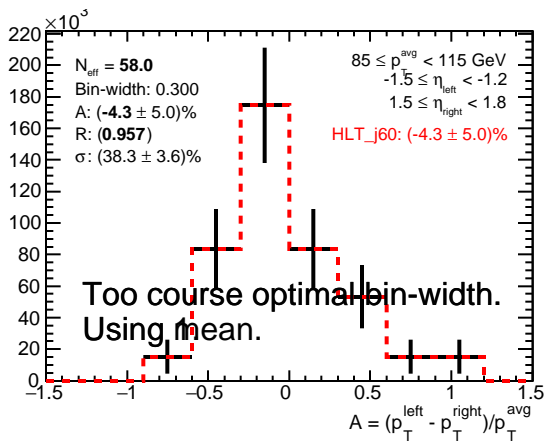 ×10³
N_eff = 58.0
Bin-width: 0.300
A: (-4.3 ± 5.0)%
R: (0.957)
σ: (38.3 ± 3.6)%
85 ≤ p_T^avg < 115 GeV
-1.5 ≤ η_left < -1.2
1.5 ≤ η_right < 1.8
HLT_j60: (-4.3 ± 5.0)%
Too course optimal bin-width.
Using mean.
220
200
180
160
140
120
100
80
60
40
20
0
−1.5 −1 −0.5 0 0.5 1 1.5
A = (p_T^left - p_T^right)/p_T^avg